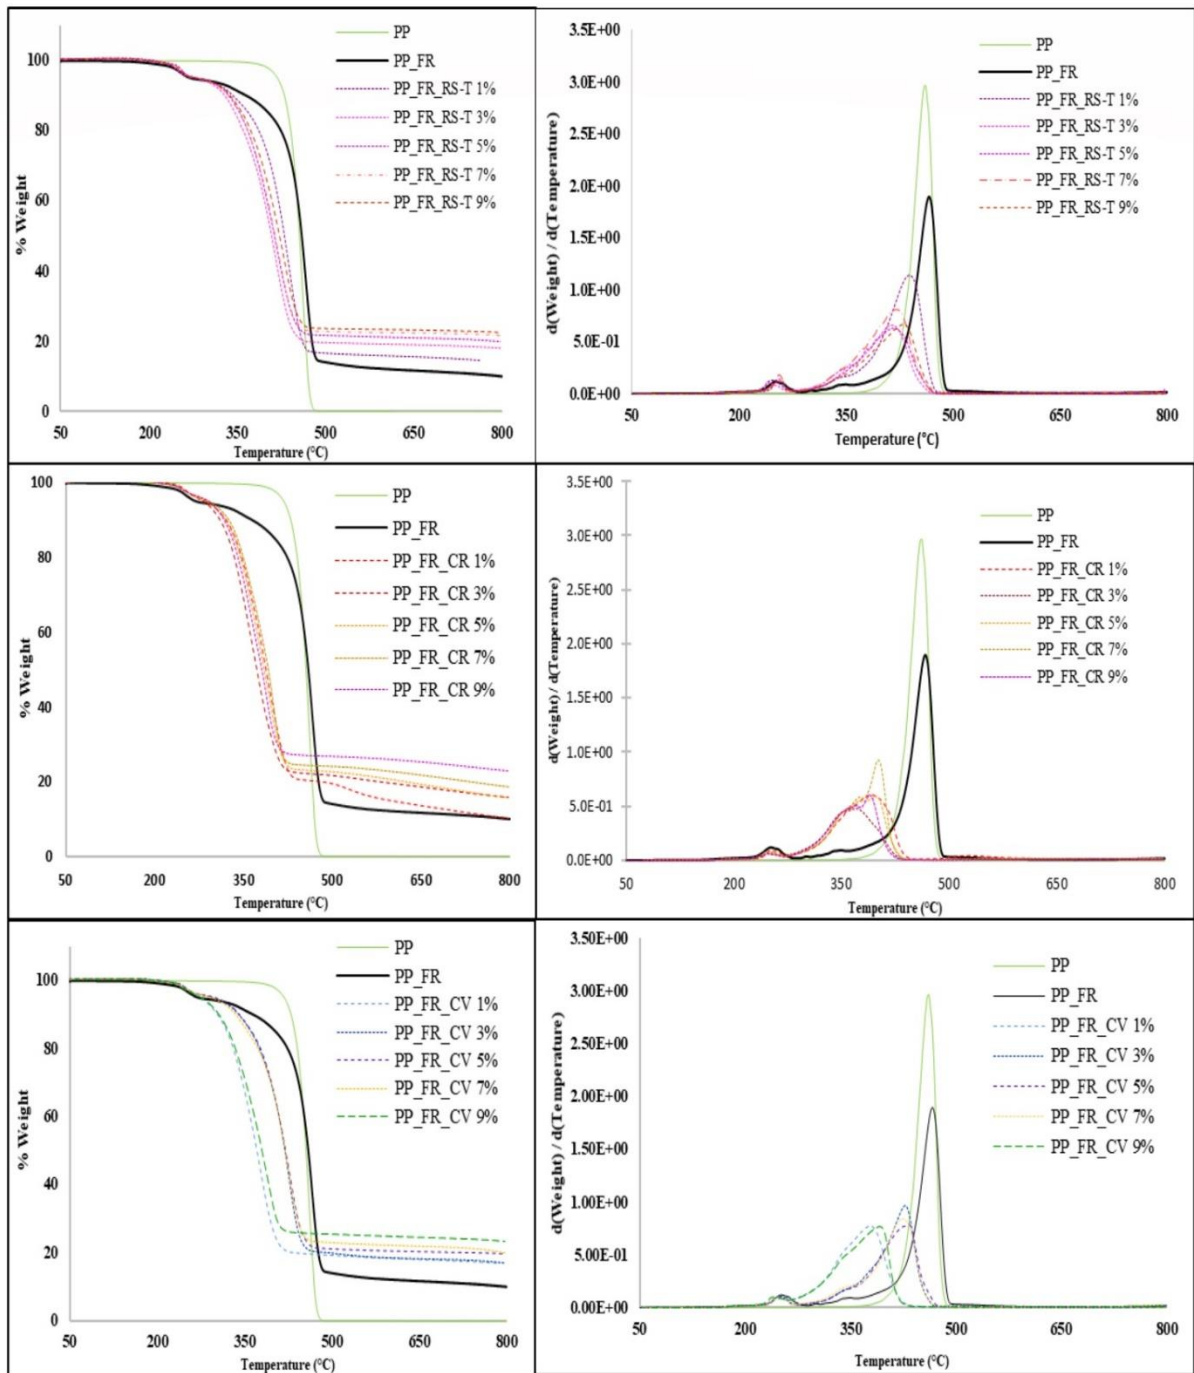 100
80
60
40
20
0
% Weight
50 200 350 500 650 800
Temperature (°C)
PP
PP_FR
PP_FR_RS-T 1%
PP_FR_RS-T 3%
PP_FR_RS-T 5%
PP_FR_RS-T 7%
PP_FR_RS-T 9%
3.5E+00
3.0E+00
2.5E+00
2.0E+00
1.5E+00
1.0E+00
5.0E-01
0.0E+00
d(Weight) / d(Temperature)
50 200 350 500 650 800
Temperature (°C)
PP
PP_FR
PP_FR_RS-T 1%
PP_FR_RS-T 3%
PP_FR_RS-T 5%
PP_FR_RS-T 7%
PP_FR_RS-T 9%
100
80
60
40
20
0
% Weight
50 200 350 500 650 800
Temperature (°C)
PP
PP_FR
PP_FR_CR 1%
PP_FR_CR 3%
PP_FR_CR 5%
PP_FR_CR 7%
PP_FR_CR 9%
3.5E+00
3.0E+00
2.5E+00
2.0E+00
1.5E+00
1.0E+00
5.0E-01
0.0E+00
d(Weight) / d(Temperature)
50 200 350 500 650 800
Temperature (°C)
PP
PP_FR
PP_FR_CR 1%
PP_FR_CR 3%
PP_FR_CR 5%
PP_FR_CR 7%
PP_FR_CR 9%
100
80
60
40
20
0
% Weight
50 200 350 500 650 800
Temperature (°C)
PP
PP_FR
PP_FR_CV 1%
PP_FR_CV 3%
PP_FR_CV 5%
PP_FR_CV 7%
PP_FR_CV 9%
3.50E+00
3.00E+00
2.50E+00
2.00E+00
1.50E+00
1.00E+00
5.00E-01
0.00E+00
d(Weight) / d(Temperature)
50 200 350 500 650 800
Temperature (°C)
PP
PP_FR
PP_FR_CV 1%
PP_FR_CV 3%
PP_FR_CV 5%
PP_FR_CV 7%
PP_FR_CV 9%